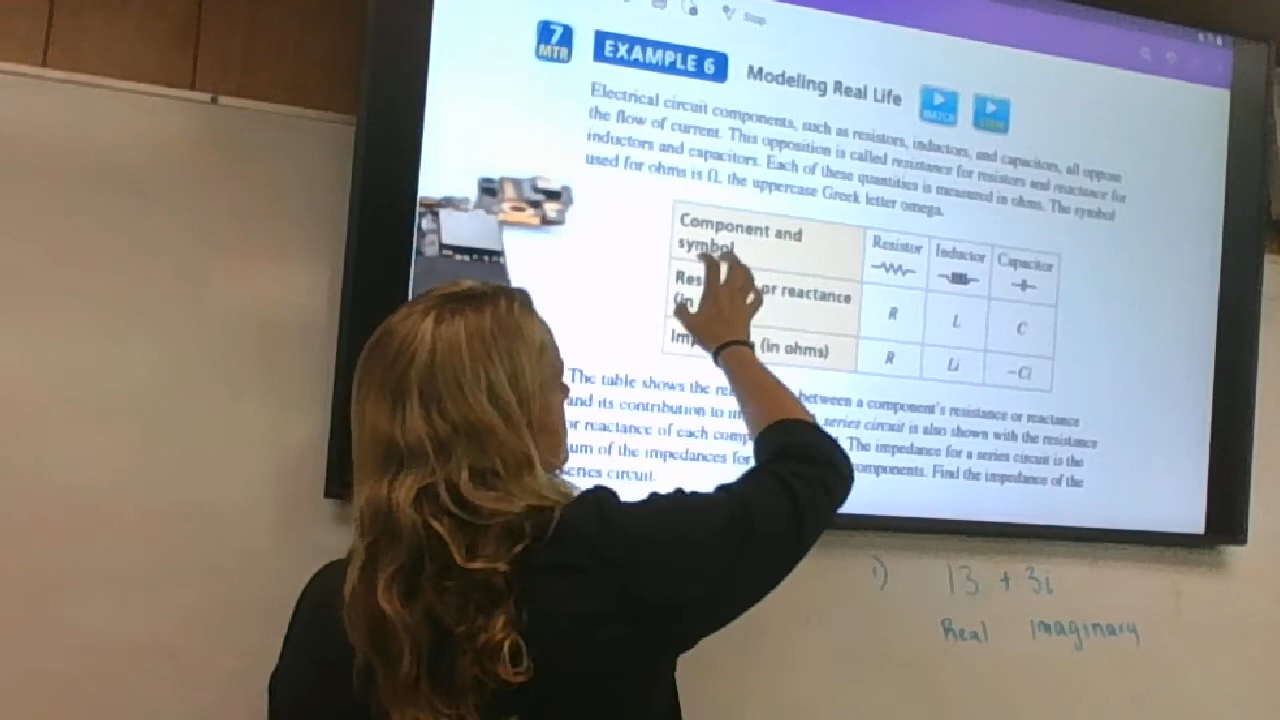 Stop
7
MTR
EXAMPLE 6
Modeling Real Life
WATCH
Electrical circuit components, such as resistors, inductors, and capacitors, all oppose
the flow of current. This opposition is called resistance for resistors and reactance for
inductors and capacitors. Each of these quantities is measured in ohms. The symbol
used for ohms is Ω, the uppercase Greek letter omega.
Component and
symbol
Resistor
Inductor
Capacitor
or reactance
R
L
C
(in ohms)
R
Li
−Ci
The table shows the between a component's resistance or reactance
and its contribution to series circuit is also shown with the resistance
or reactance of each The impedance for a series circuit is the
um of the impedances for components. Find the impedance of the
series circuit.
1) 13 + 3i
Real Imaginary